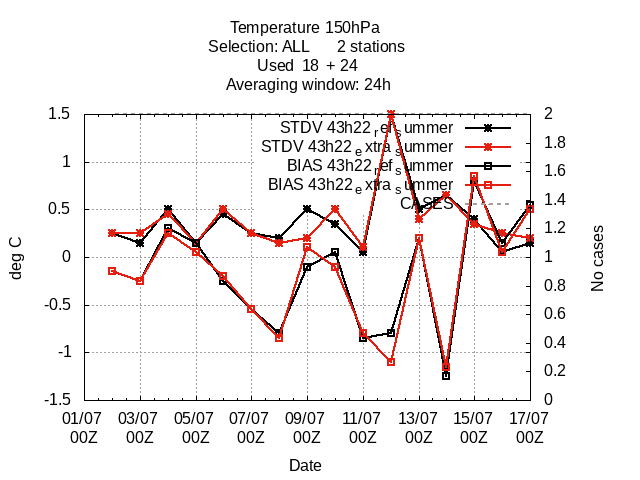 Temperature 150hPa
Selection: ALL 2 stations
Used 18 + 24
Averaging window: 24h
1.5 2
STDV 43h22refsummer
1.8
STDV 43h22extrasummer
1 1.6
BIAS 43h22refsummer
BIAS 43h22extrasummer
1.4
CASES
0.5
1.2
deg C 0 1 No cases
0.8
-0.5
0.6
-1 0.4
0.2
-1.5 0
01/07 03/07 05/07 07/07 09/07 11/07 13/07 15/07 17/07
00Z 00Z 00Z 00Z 00Z 00Z 00Z 00Z 00Z
Date